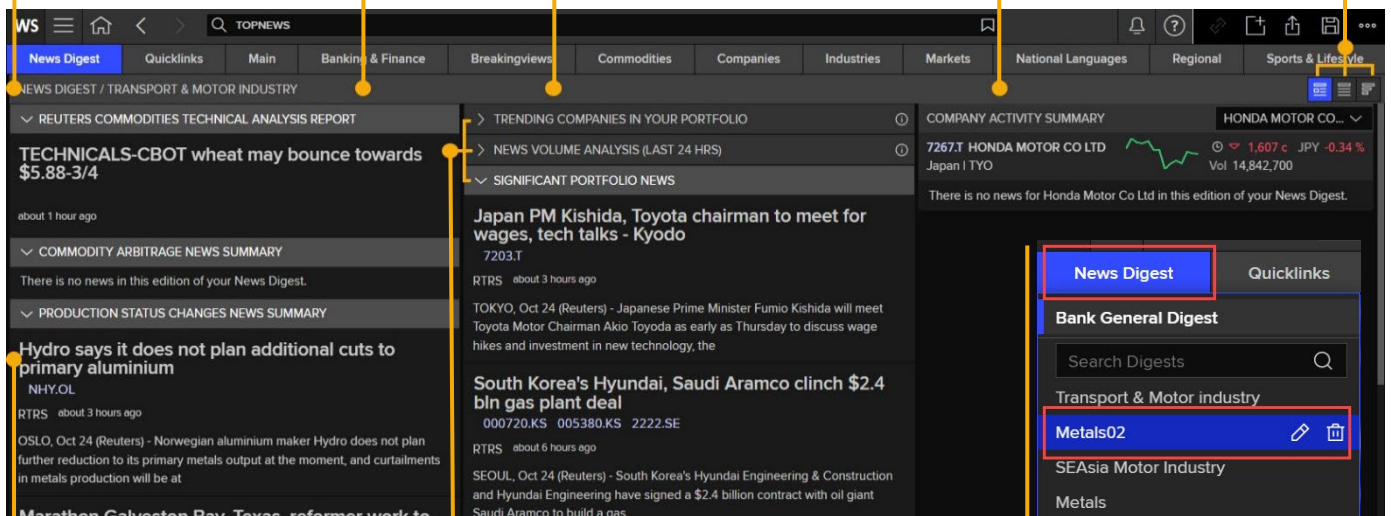 WS
TOPNEWS
News Digest
Quicklinks
Main
Banking & Finance
Breakingviews
Commodities
Companies
Industries
Markets
National Languages
Regional
Sports & Lifestyle
NEWS DIGEST / TRANSPORT & MOTOR INDUSTRY
REUTERS COMMODITIES TECHNICAL ANALYSIS REPORT
TECHNICALS-CBOT wheat may bounce towards
$5.88-3/4
about 1 hour ago
COMMODITY ARBITRAGE NEWS SUMMARY
There is no news in this edition of your News Digest.
PRODUCTION STATUS CHANGES NEWS SUMMARY
Hydro says it does not plan additional cuts to
primary aluminium
NHY.OL
RTRS about 3 hours ago
OSLO, Oct 24 (Reuters) - Norwegian aluminium maker Hydro does not plan
further reduction to its primary metals output at the moment, and curtailments
in metals production will be at
Marathon Galveston Bay, Texas, reformer work to
TRENDING COMPANIES IN YOUR PORTFOLIO
NEWS VOLUME ANALYSIS (LAST 24 HRS)
SIGNIFICANT PORTFOLIO NEWS
Japan PM Kishida, Toyota chairman to meet for
wages, tech talks - Kyodo
7203.T
RTRS about 3 hours ago
TOKYO, Oct 24 (Reuters) - Japanese Prime Minister Fumio Kishida will meet
Toyota Motor Chairman Akio Toyoda as early as Thursday to discuss wage
hikes and investment in new technology, the
South Korea's Hyundai, Saudi Aramco clinch $2.4
bln gas plant deal
000720.KS 005380.KS 2222.SE
RTRS about 6 hours ago
SEOUL, Oct 24 (Reuters) - South Korea's Hyundai Engineering & Construction
and Hyundai Engineering have signed a $2.4 billion contract with oil giant
Saudi Aramco to build a gas
COMPANY ACTIVITY SUMMARY
HONDA MOTOR CO...
7267.T HONDA MOTOR CO LTD
1,607 c JPY -0.34 %
Japan | TYO
Vol 14,842,700
There is no news for Honda Motor Co Ltd in this edition of your News Digest.
News Digest
Quicklinks
Bank General Digest
Search Digests
Transport & Motor industry
Metals02
SEAsia Motor Industry
Metals